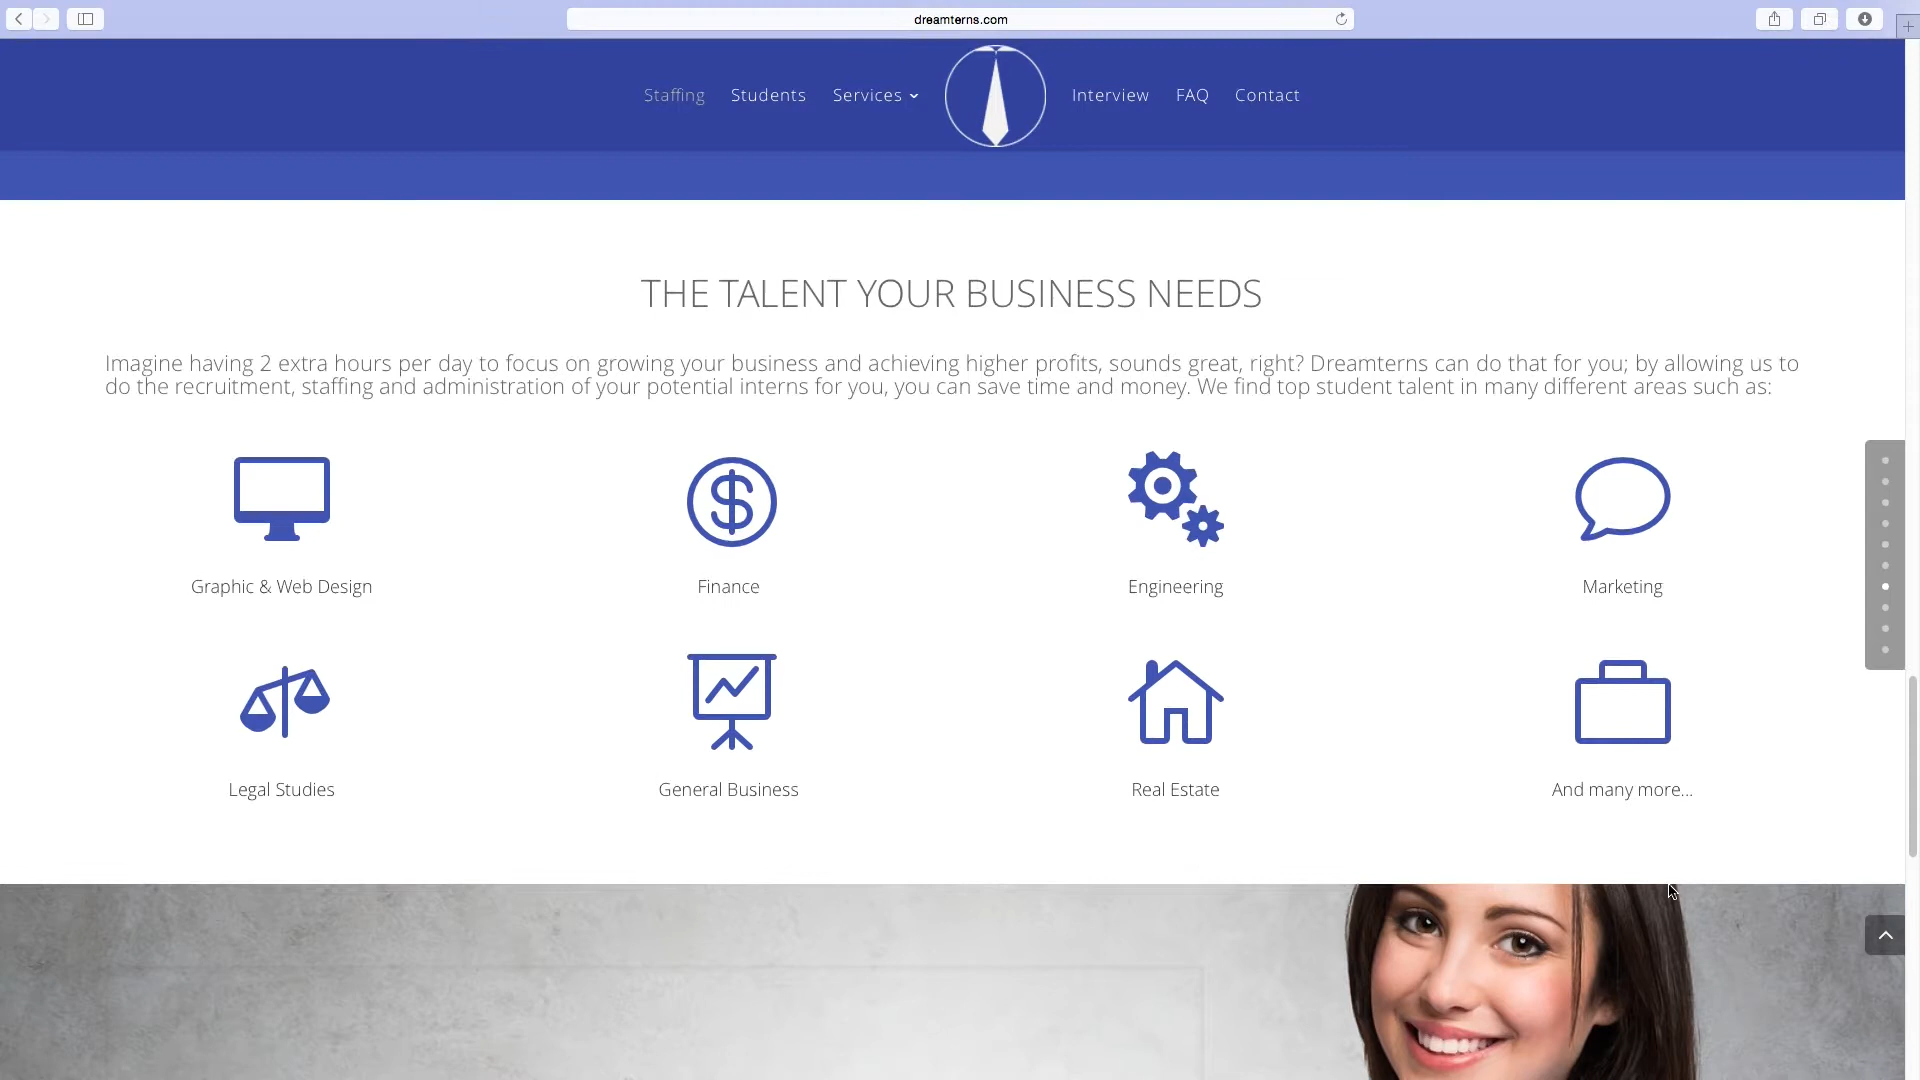 dreamterns.com
Staffing Students Services Interview FAQ Contact
THE TALENT YOUR BUSINESS NEEDS
Imagine having 2 extra hours per day to focus on growing your business and achieving higher profits, sounds great, right? Dreamterns can do that for you; by allowing us to
do the recruitment, staffing and administration of your potential interns for you, you can save time and money. We find top student talent in many different areas such as:
Graphic & Web Design Finance Engineering Marketing
Legal Studies General Business Real Estate And many more...